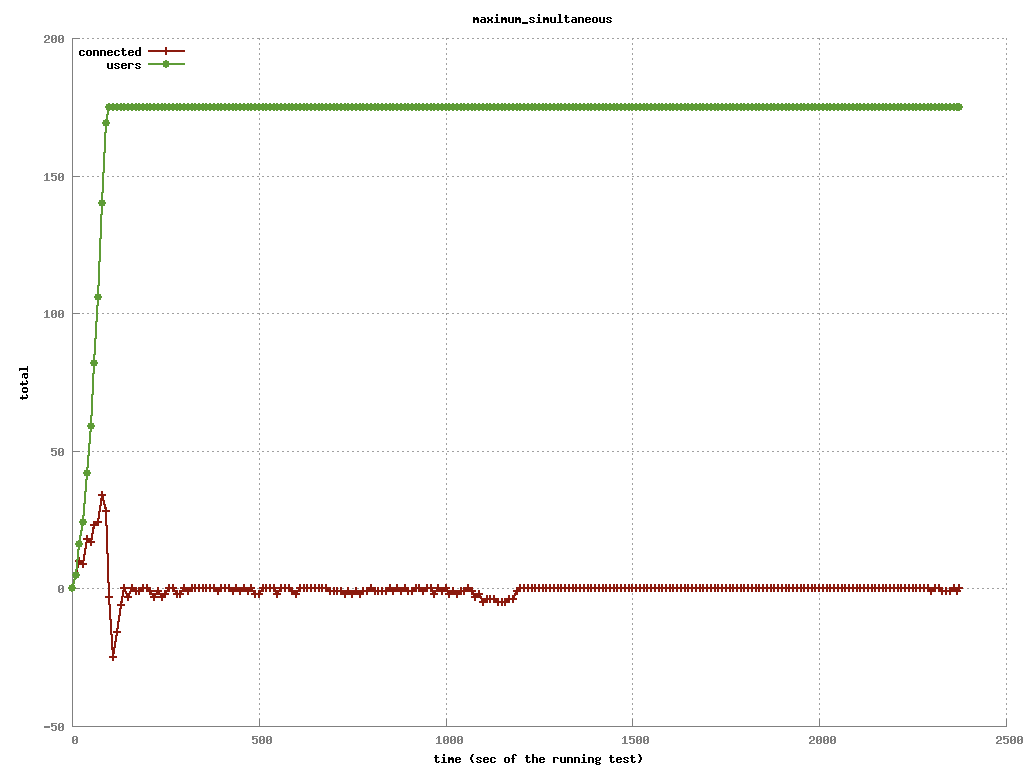 maximum_simultaneous
200
connected
users
150
100
total
50
0
-50
0 500 1000 1500 2000 2500
time (sec of the running test)